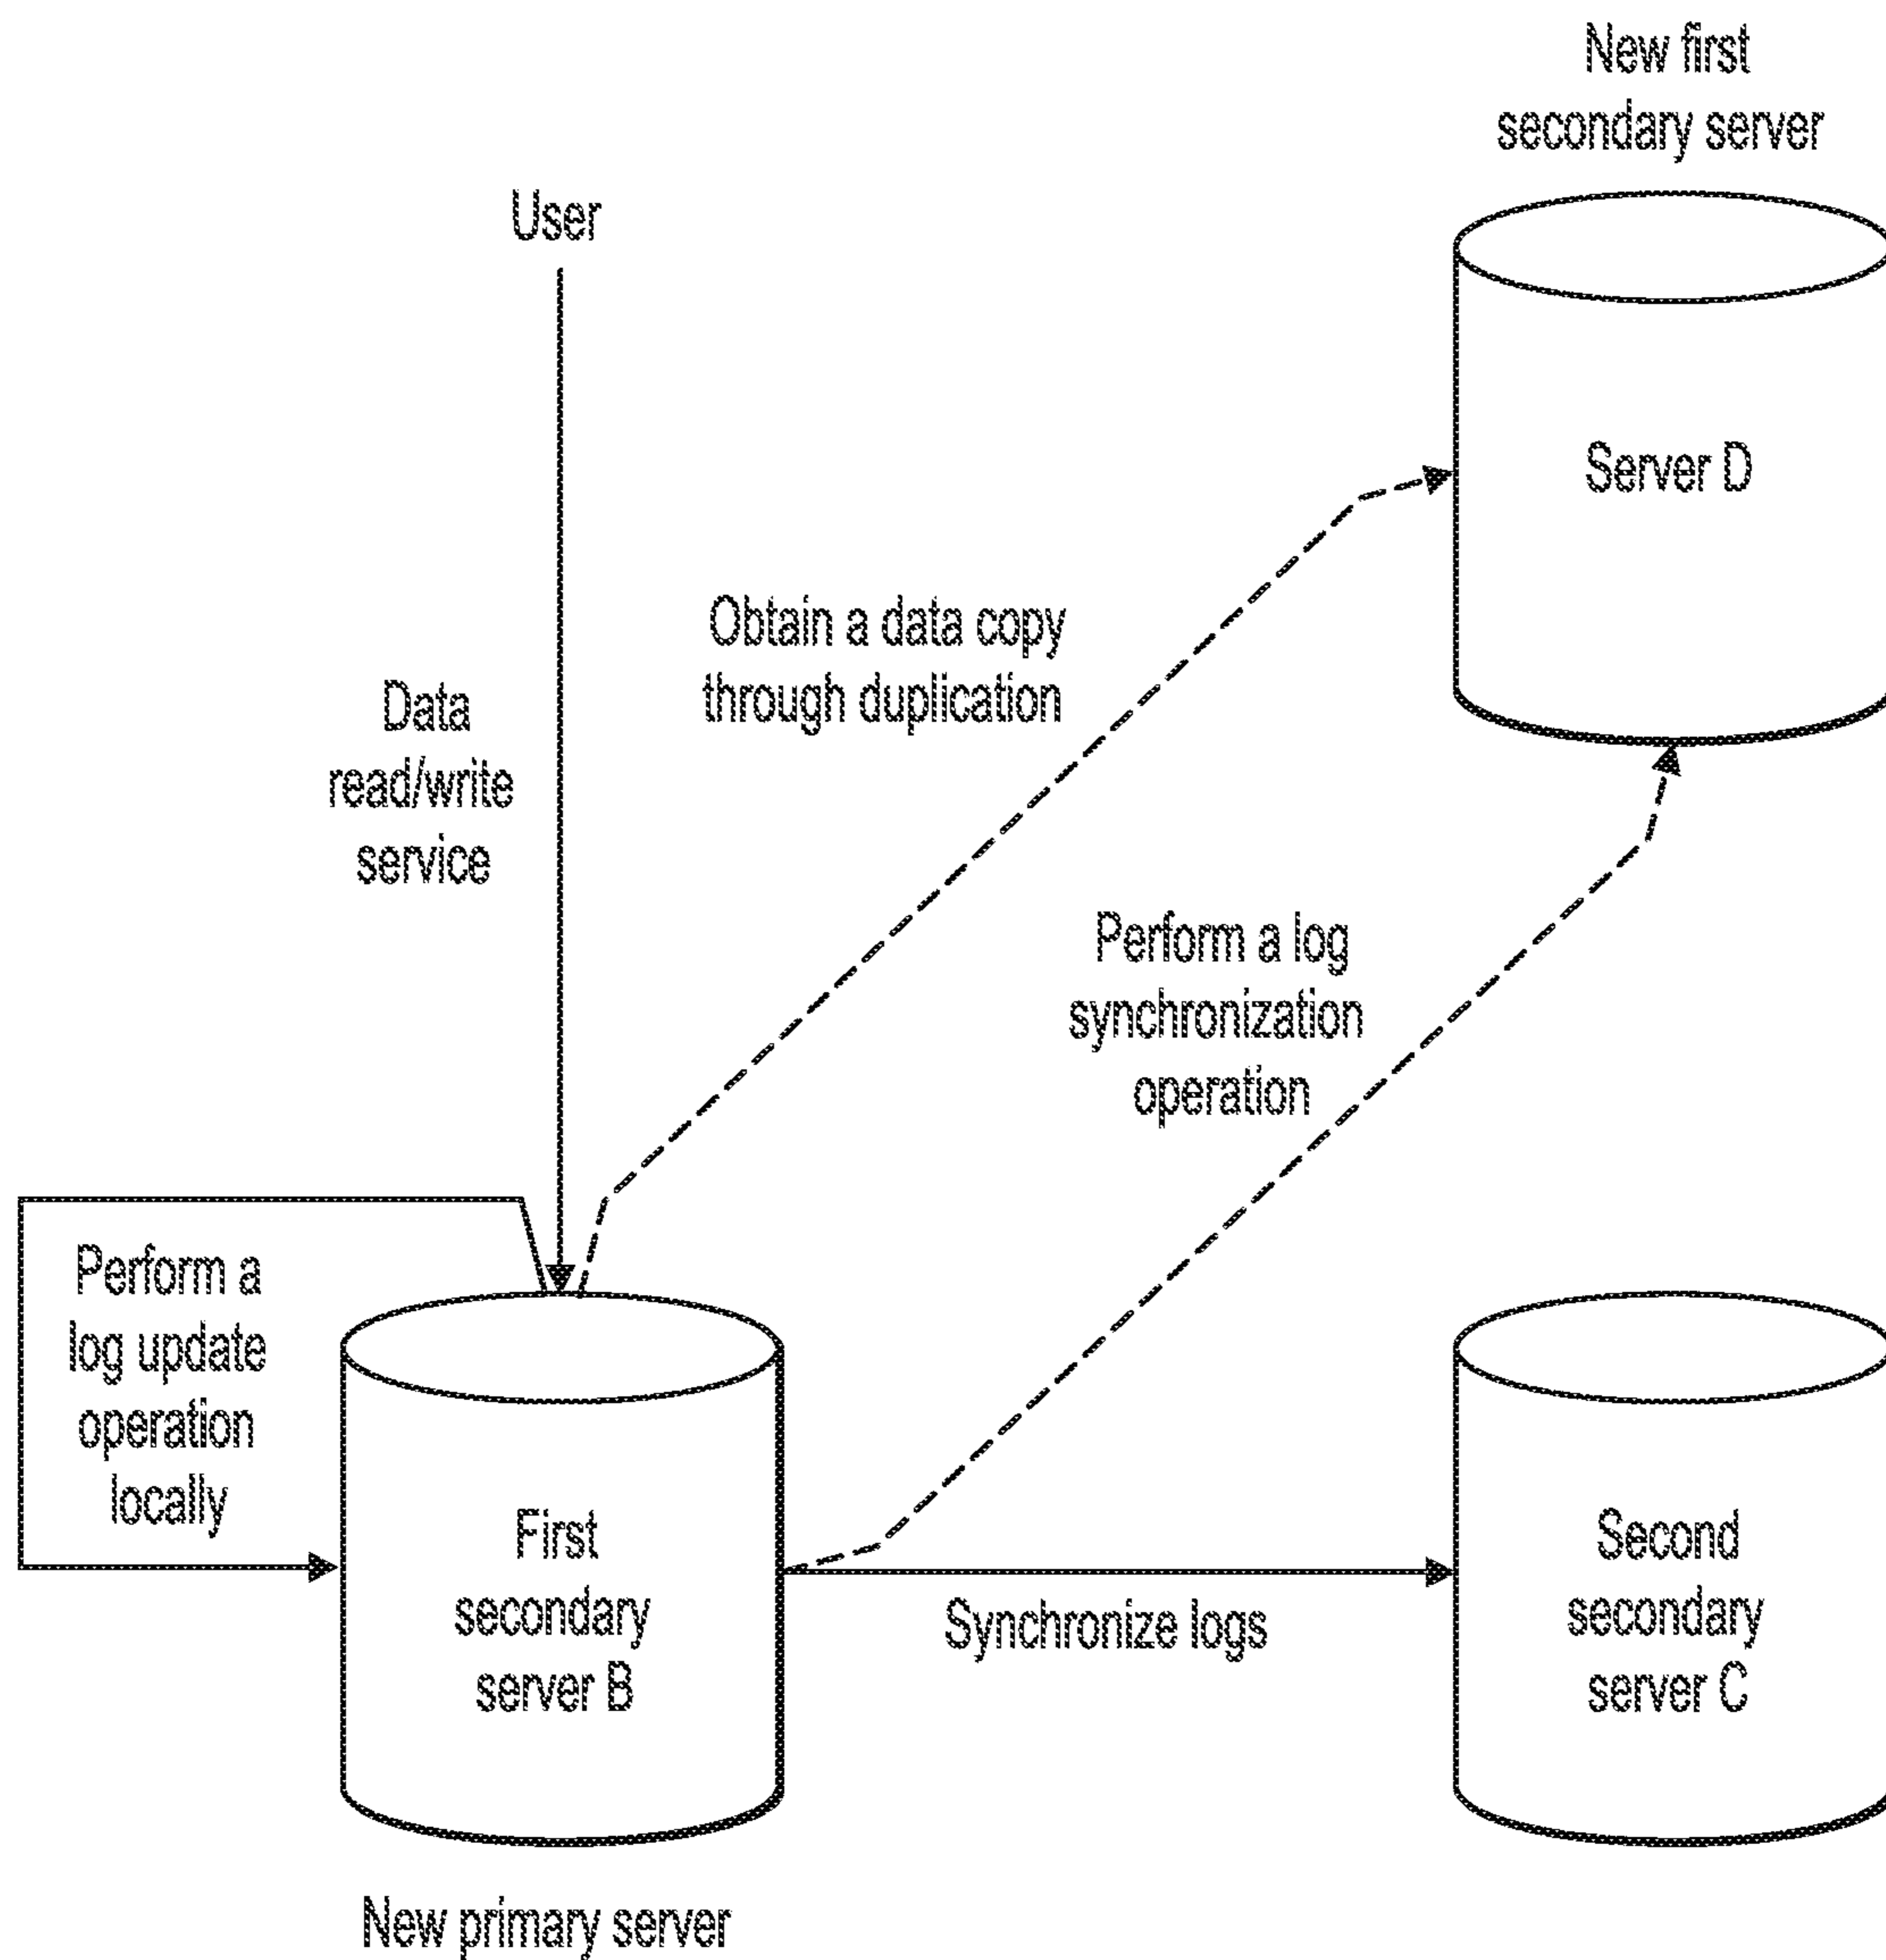 New first
secondary server
User
Server D
Obtain a data copy
through duplication
Data
read/write
service
Perform a log
synchronization
operation
Perform a
log update
operation
locally
First
secondary
server B
Synchronize logs
Second
secondary
server C
New primary server